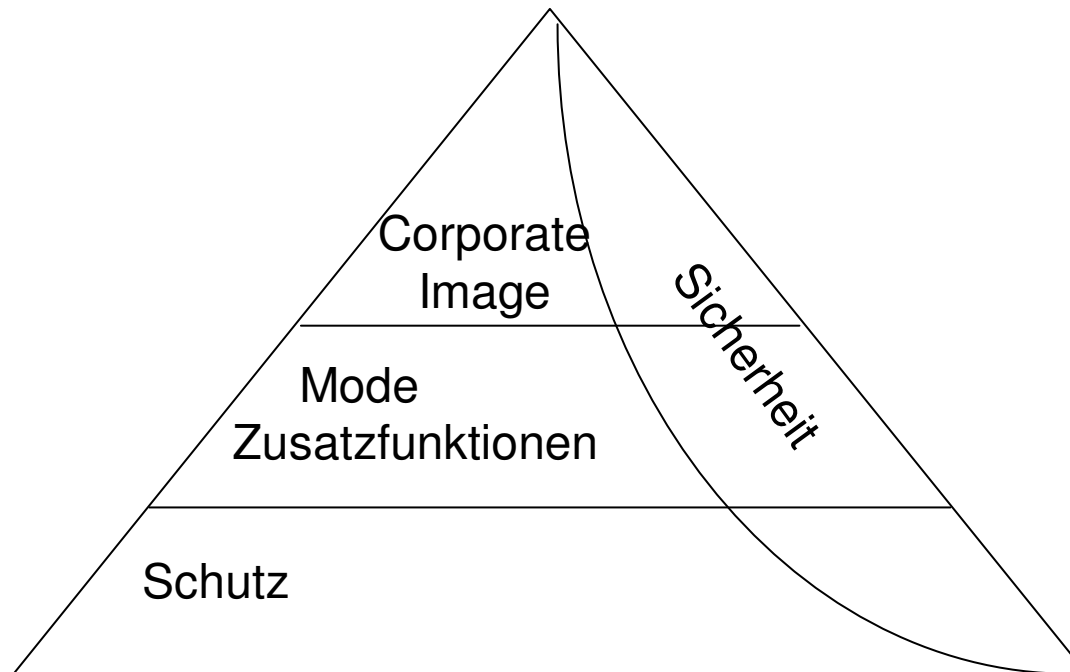 Corporate
Image
Sicherheit
Mode
Zusatzfunktionen
Schutz